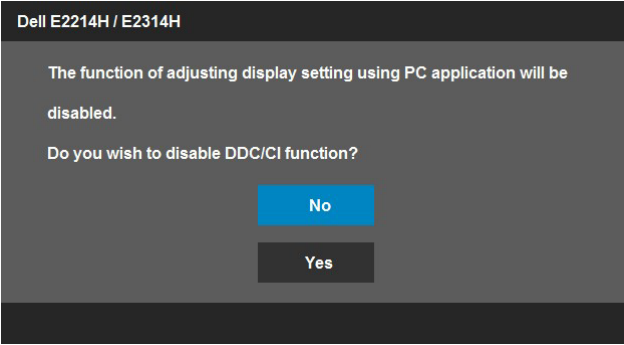 Dell E2214H / E2314H
The function of adjusting display setting using PC application will be
disabled.
Do you wish to disable DDC/CI function?
No
Yes